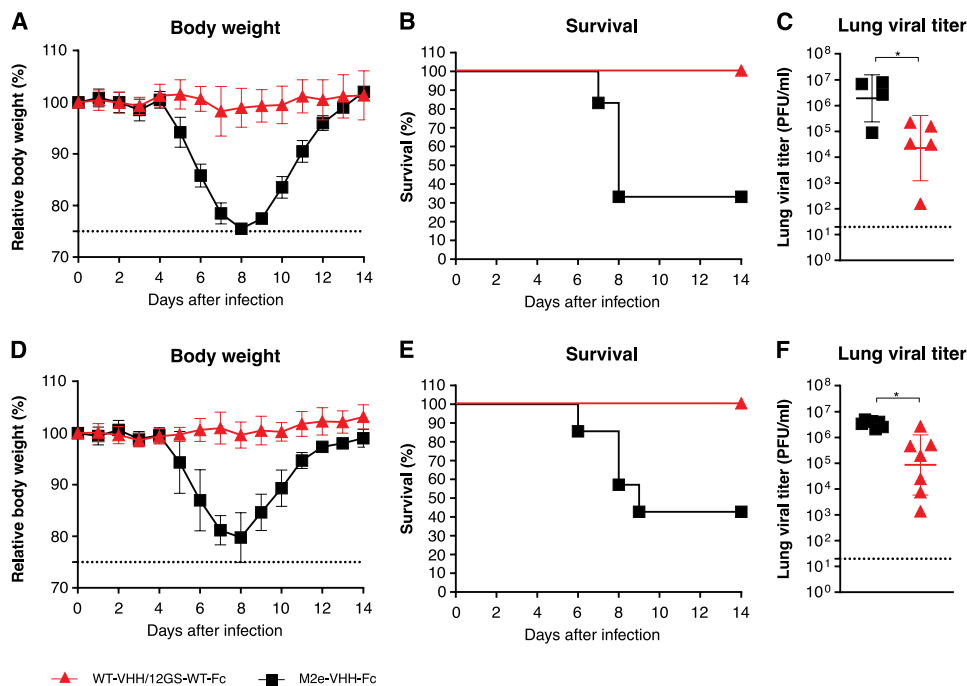 A
Body weight
B
Survival
C
Lung viral titer
Relative body weight (%)
110
100
90
80
70
0 2 4 6 8 10 12 14
Days after infection
Survival (%)
110
100
90
80
70
60
50
40
30
20
10
0
0 2 4 6 8 10 12 14
Days after infection
Lung viral titer (PFU/ml)
10⁸
10⁷
10⁶
10⁵
10⁴
10³
10²
10¹
10⁰
*
D
Body weight
E
Survival
F
Lung viral titer
Relative body weight (%)
110
100
90
80
70
0 2 4 6 8 10 12 14
Days after infection
Survival (%)
110
100
90
80
70
60
50
40
30
20
10
0
0 2 4 6 8 10 12 14
Days after infection
Lung viral titer (PFU/ml)
10⁸
10⁷
10⁶
10⁵
10⁴
10³
10²
10¹
10⁰
*
WT-VHH/12GS-WT-Fc
M2e-VHH-Fc